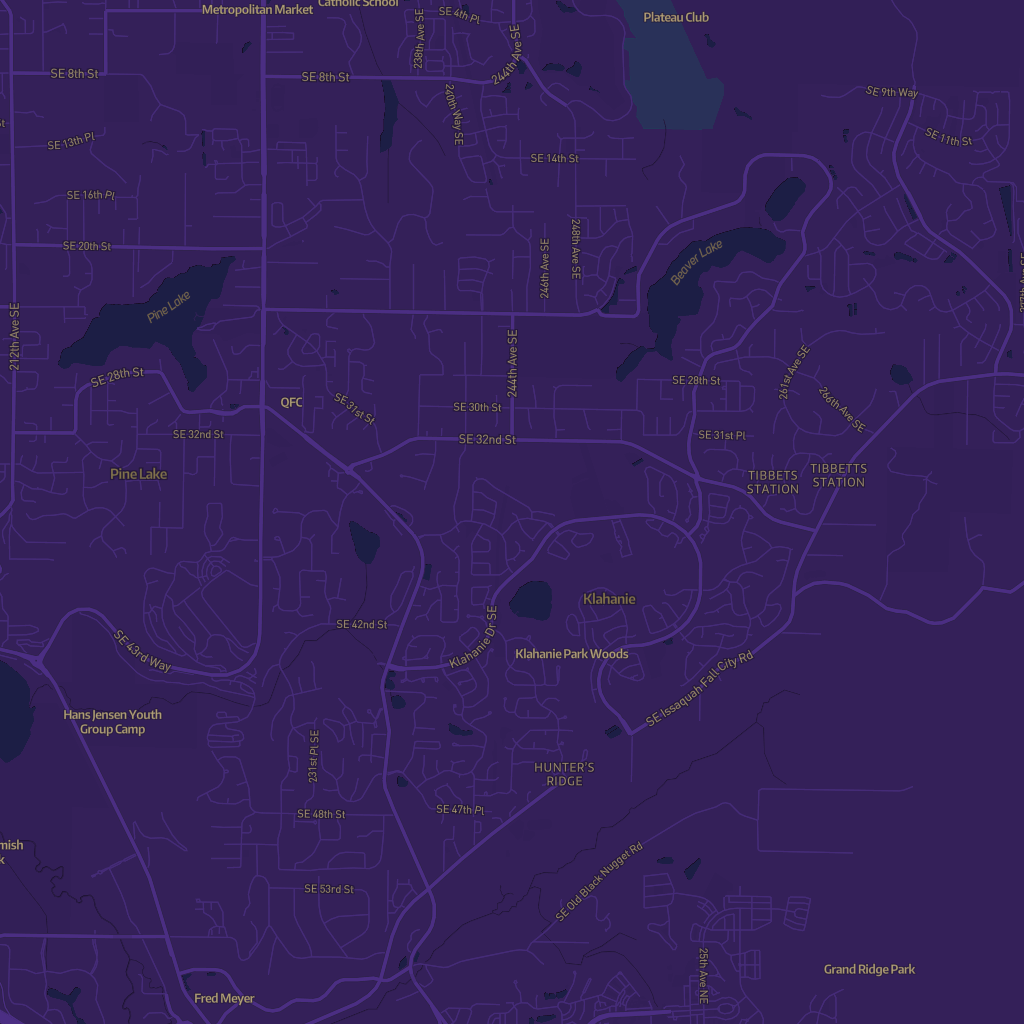 Catholic School
Metropolitan Market
SE 4th Pl
Plateau Club
238th Ave SE
244th Ave SE
SE 8th St
SE 8th St
240th Way SE
SE 9th Way
SE 11th St
SE 13th Pl
SE 14th St
SE 16th Pl
SE 20th St
246th Ave SE
248th Ave SE
Beaver Lake
Pine Lake
212th Ave SE
244th Ave SE
SE 28th St
SE 28th St
261st Ave SE
266th Ave SE
QFC
SE 31st St
SE 30th St
SE 32nd St
SE 32nd St
SE 31st Pl
Pine Lake
TIBBETS
STATION
TIBBETTS
STATION
Klahanie
SE 42nd St
Klahanie Dr SE
SE 43rd Way
Klahanie Park Woods
SE Issaquah Fall City Rd
Hans Jensen Youth
Group Camp
231st Pl SE
HUNTER'S
RIDGE
SE 48th St
SE 47th Pl
mish
k
SE Old Black Nugget Rd
SE 53rd St
25th Ave NE
Grand Ridge Park
Fred Meyer